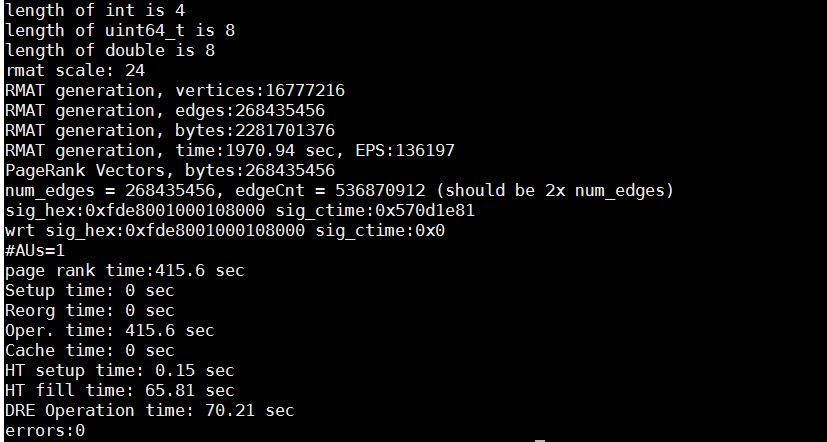 length of int is 4
length of uint64_t is 8
length of double is 8
rmat scale: 24
RMAT generation, vertices:16777216
RMAT generation, edges:268435456
RMAT generation, bytes:2281701376
RMAT generation, time:1970.94 sec, EPS:136197
PageRank Vectors, bytes:268435456
num_edges = 268435456, edgeCnt = 536870912 (should be 2x num_edges)
sig_hex:0xfde8001000108000 sig_ctime:0x570d1e81
wrt sig_hex:0xfde8001000108000 sig_ctime:0x0
#AUs=1
page rank time:415.6 sec
Setup time: 0 sec
Reorg time: 0 sec
Oper. time: 415.6 sec
Cache time: 0 sec
HT setup time: 0.15 sec
HT fill time: 65.81 sec
DRE Operation time: 70.21 sec
errors:0